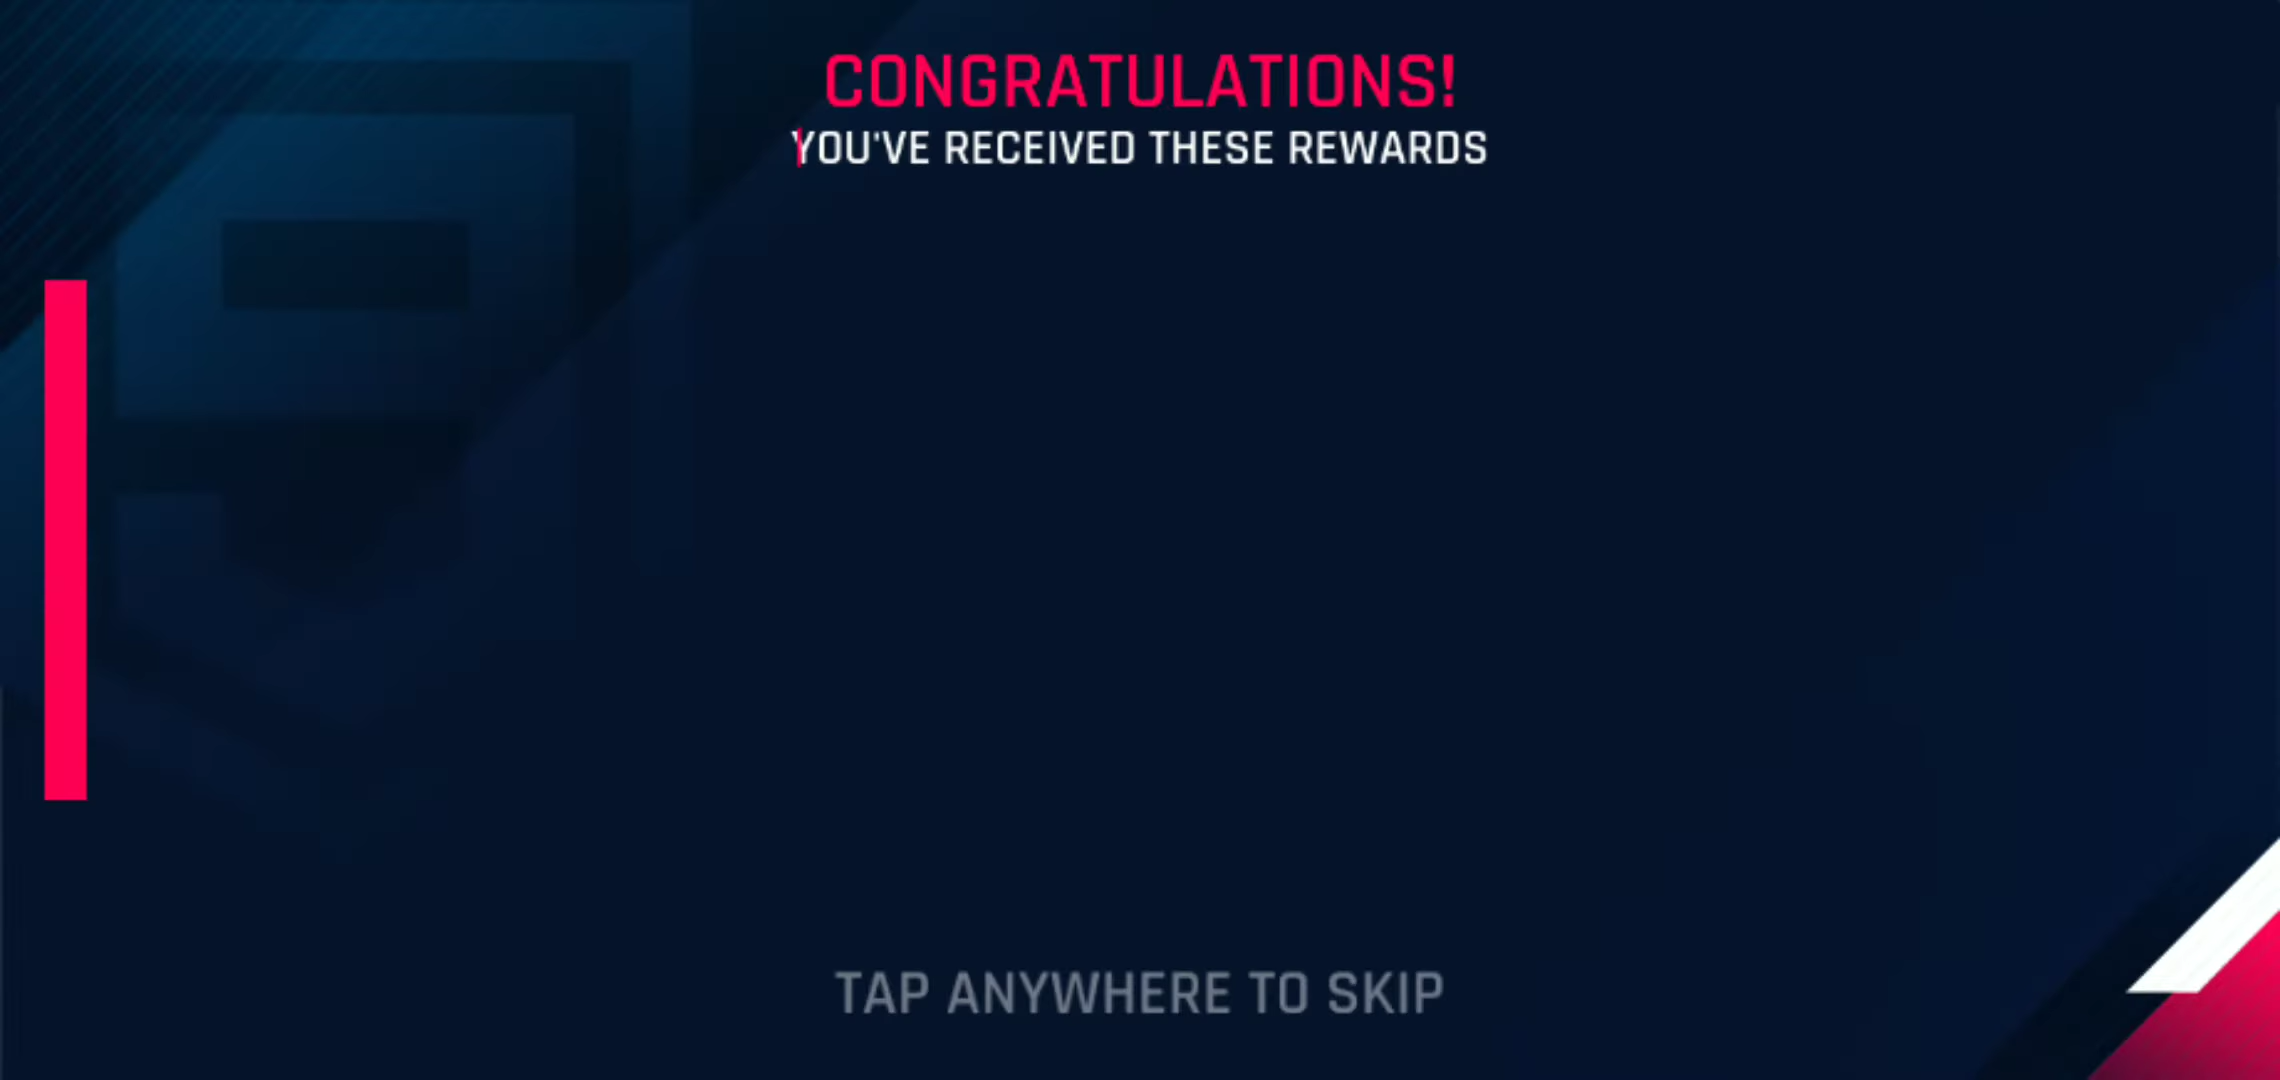 CONGRATULATIONS!
YOU'VE RECEIVED THESE REWARDS
TAP ANYWHERE TO SKIP